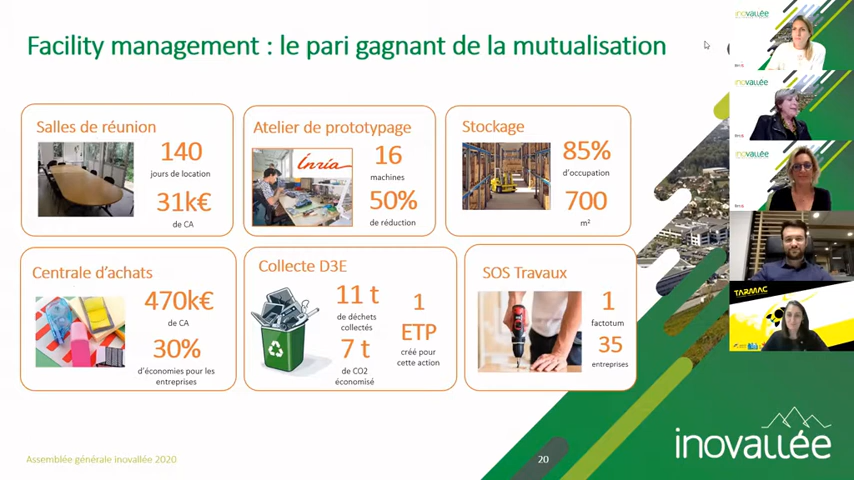 Facility management : le pari gagnant de la mutualisation
Salles de réunion
140
jours de location
31k€
de CA
Atelier de prototypage
Inria
16
machines
50%
de réduction
Stockage
85%
d'occupation
700
m²
Centrale d'achats
470k€
de CA
30%
d'économies pour les
entreprises
Collecte D3E
11 t
de déchets
collectés
7 t
de CO2
économisé
1
ETP
créé pour
cette action
SOS Travaux
1
factotum
35
entreprises
Assemblée générale inovallée 2020
20
inovallée
inovallée
inovallée
inovallée
TARMAC